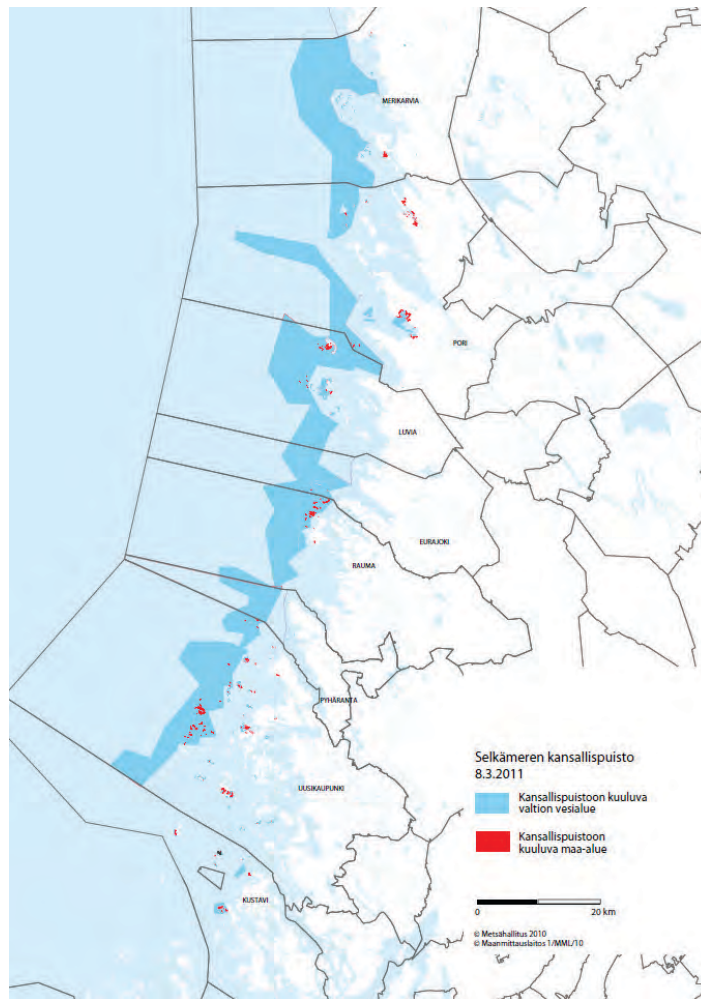 MERIKARVIA
PORI
LUVIA
EURAJOKI
RAUMA
PYHÄRANTA
UUSIKAUPUNKI
KUSTAVI
Selkämeren kansallispuisto
8.3.2011
Kansallispuistoon kuuluva
valtion vesialue
Kansallispuistoon
kuuluva maa-alue
0 20 km
© Metsähallitus 2010
© Maanmittauslaitos 1/MML/10